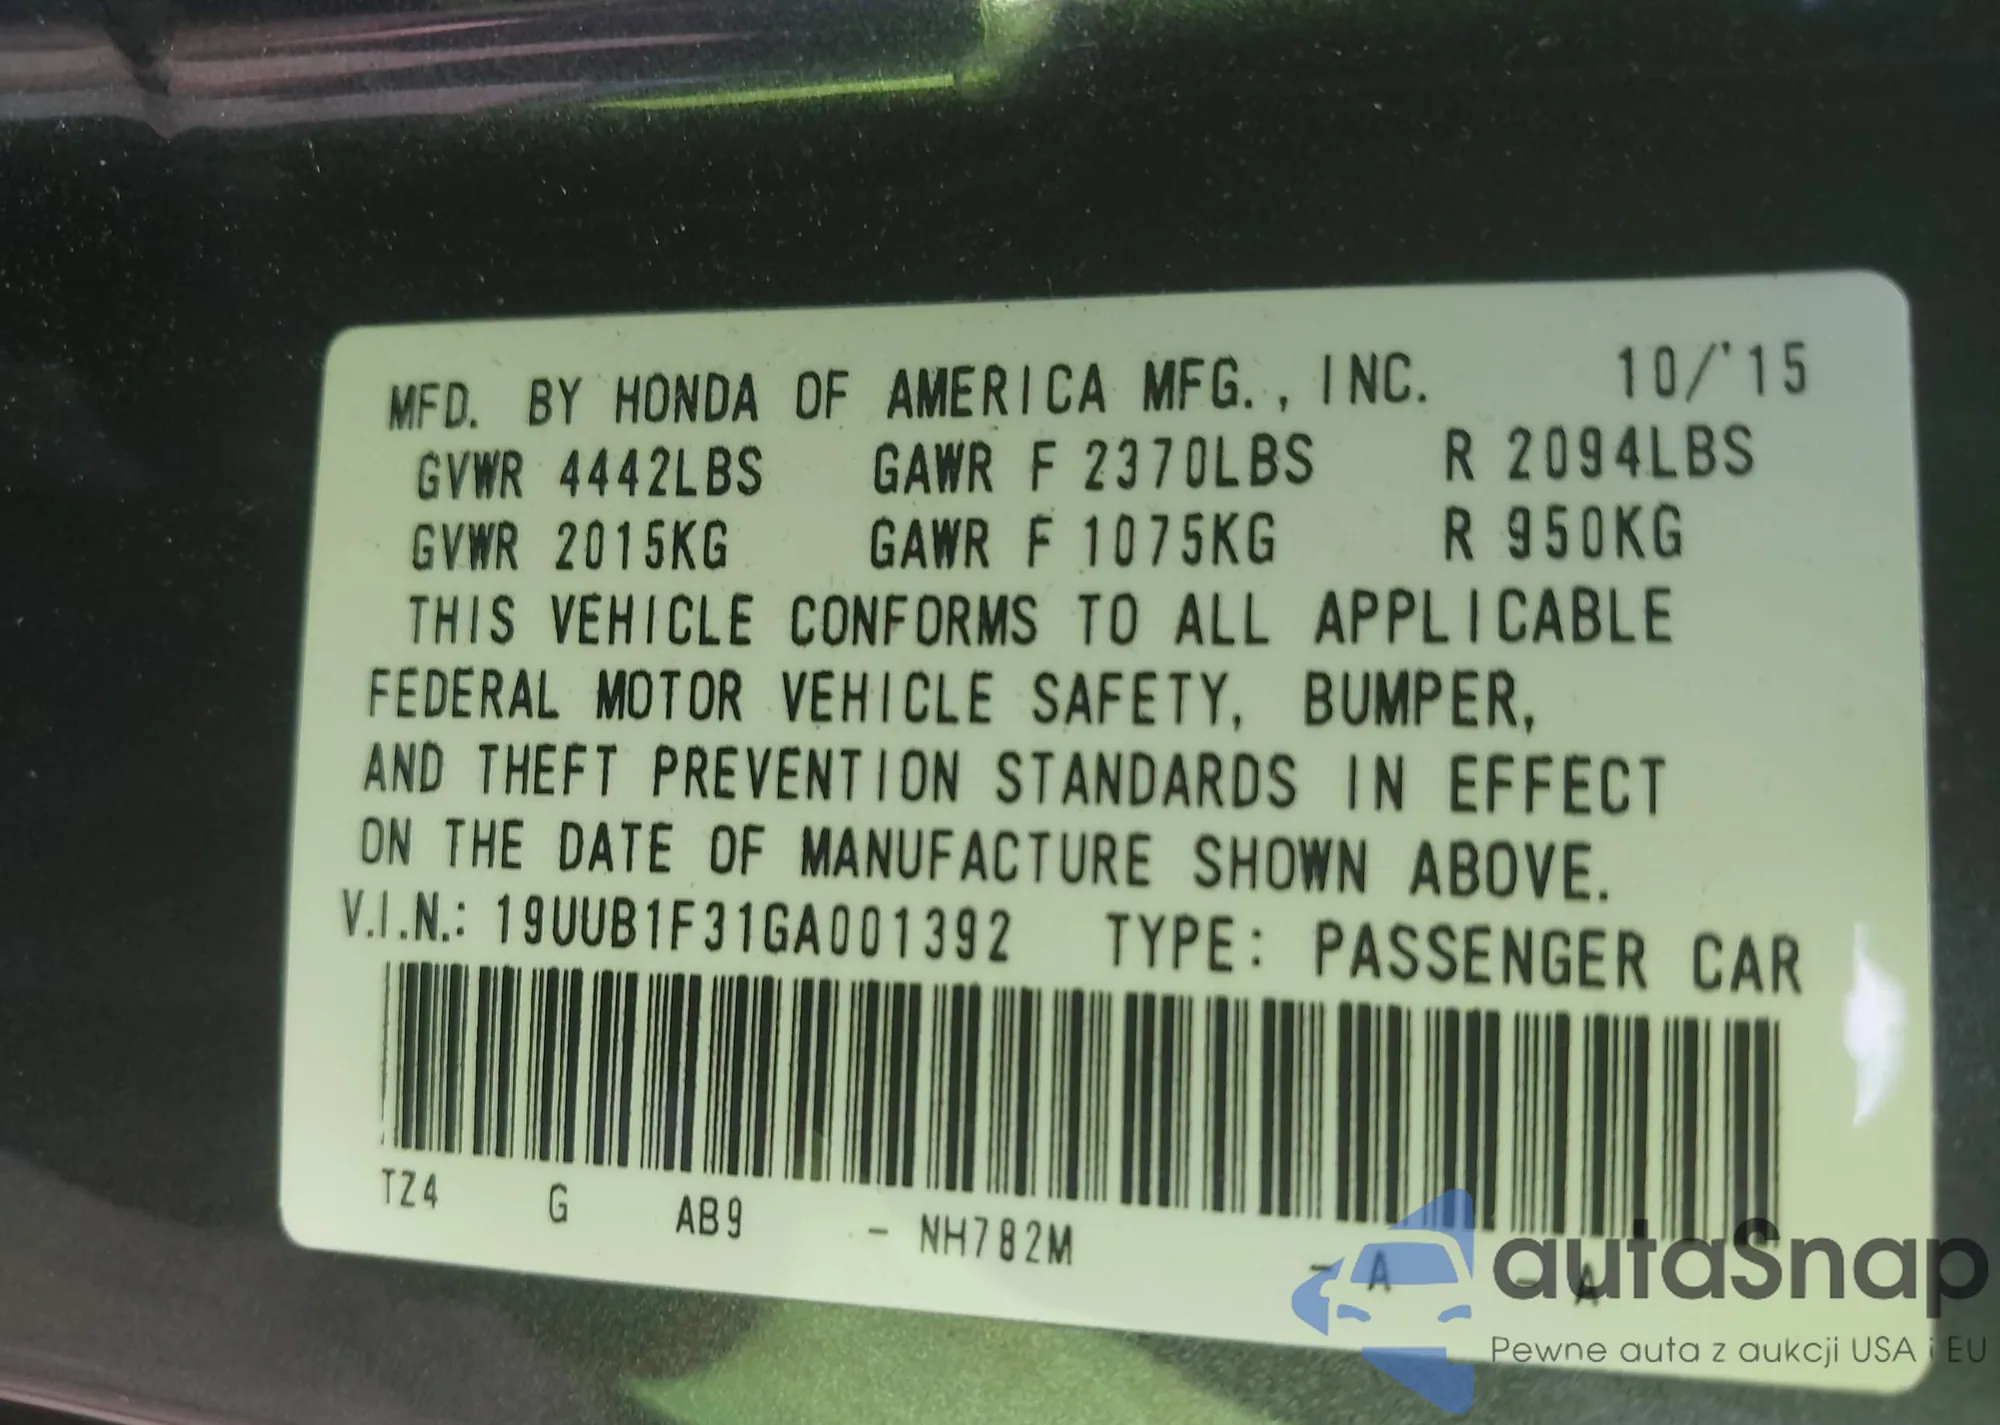 MFD. BY HONDA OF AMERICA MFG., INC. 10/'15
GVWR 4442LBS GAWR F 2370LBS R 2094LBS
GVWR 2015KG GAWR F 1075KG R 950KG
THIS VEHICLE CONFORMS TO ALL APPLICABLE
FEDERAL MOTOR VEHICLE SAFETY, BUMPER,
AND THEFT PREVENTION STANDARDS IN EFFECT
ON THE DATE OF MANUFACTURE SHOWN ABOVE.
V.I.N.: 19UUB1F31GA001392 TYPE: PASSENGER CAR
TZ4 G AB9 - NH782M - A - A
autaSnap
Pewne auta z aukcji USA i EU